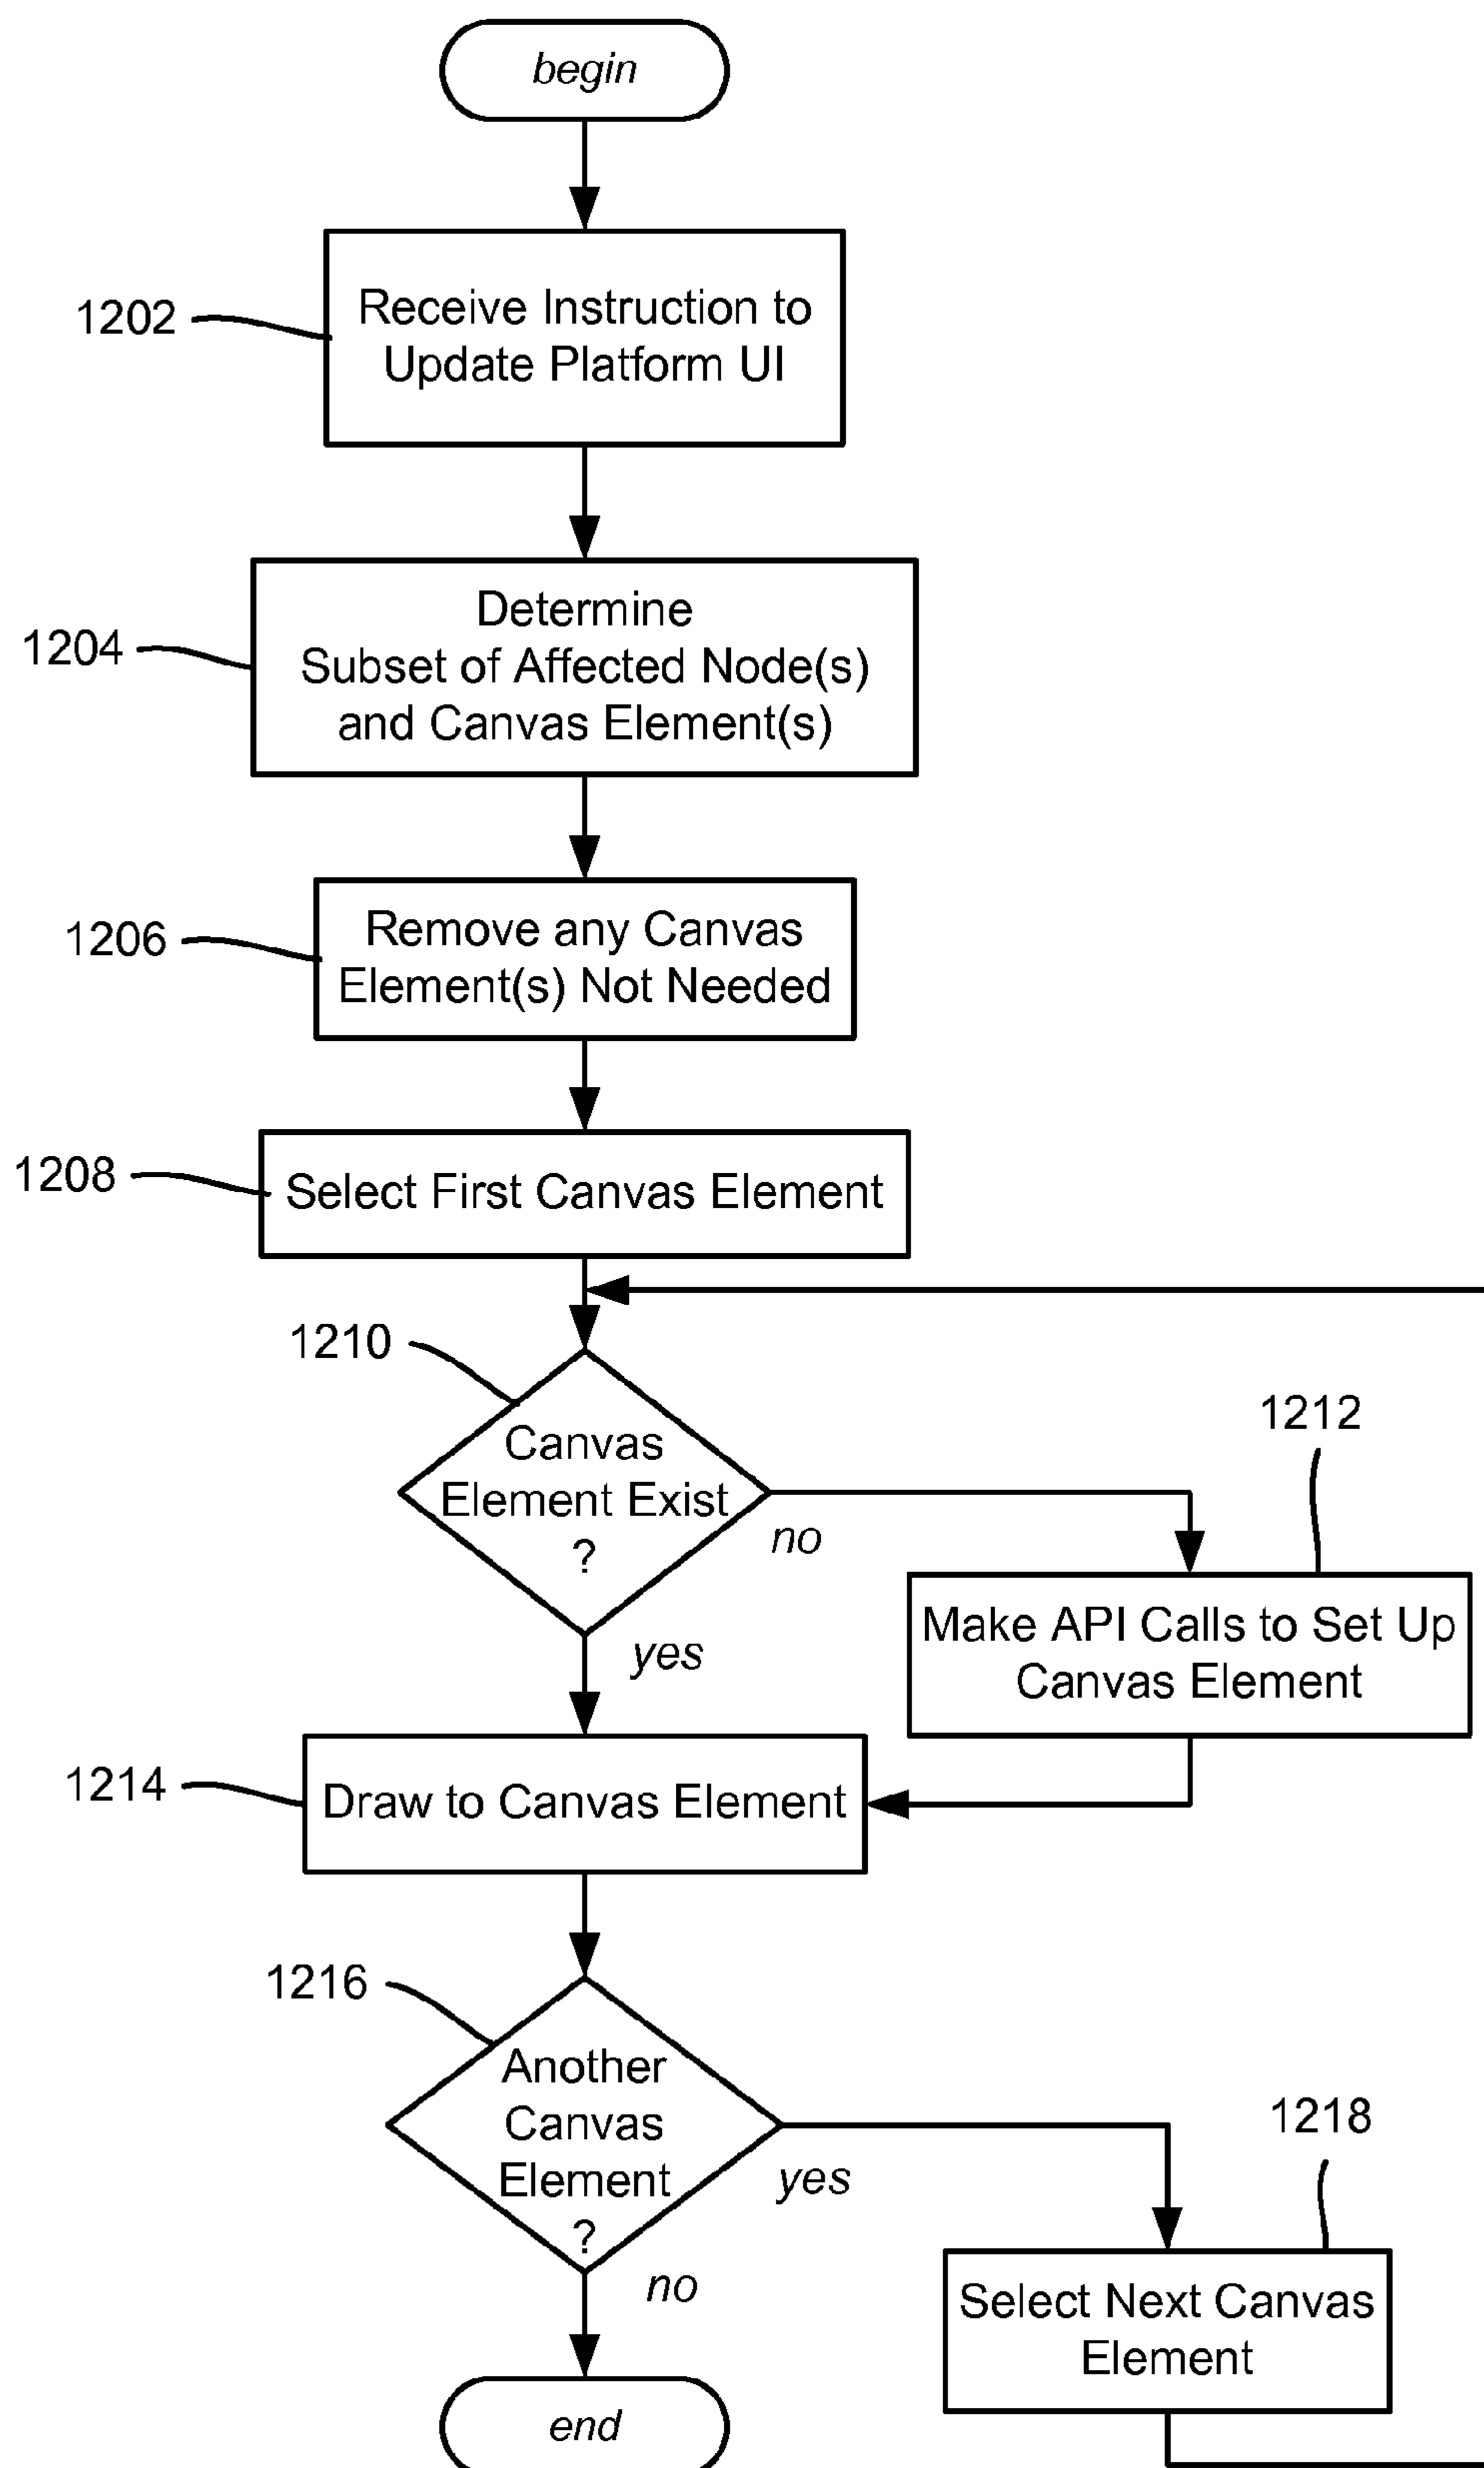 begin
1202
Receive Instruction to
Update Platform UI
1204
Determine
Subset of Affected Node(s)
and Canvas Element(s)
1206
Remove any Canvas
Element(s) Not Needed
1208
Select First Canvas Element
1210
Canvas
Element Exist
?
no
yes
1212
Make API Calls to Set Up
Canvas Element
1214
Draw to Canvas Element
1216
Another
Canvas
Element
?
yes
no
1218
Select Next Canvas
Element
end